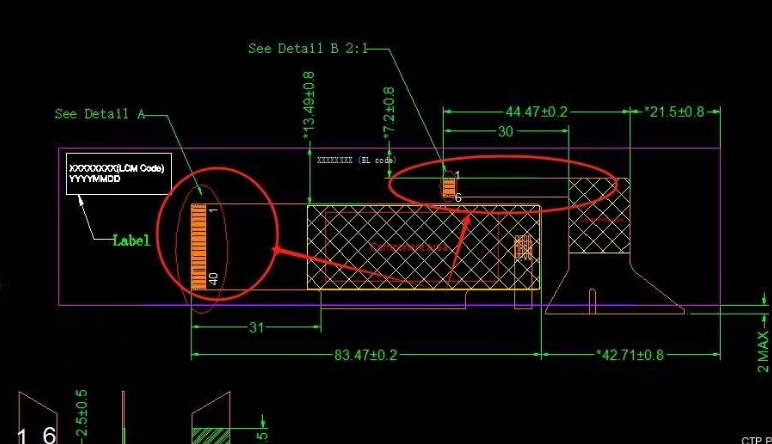 See Detail B 2:1
*13.49±0.8
*7.2±0.8
44.47±0.2
*21.5±0.8
See Detail A
30
XXXXXXXX(LCM Code)
YYYYMMDD
XXXXXXXX (BL code)
1
6
1
Label
Component area
40
31
83.47±0.2
*42.71±0.8
2 MAX
2.5±0.5
1 6
.5